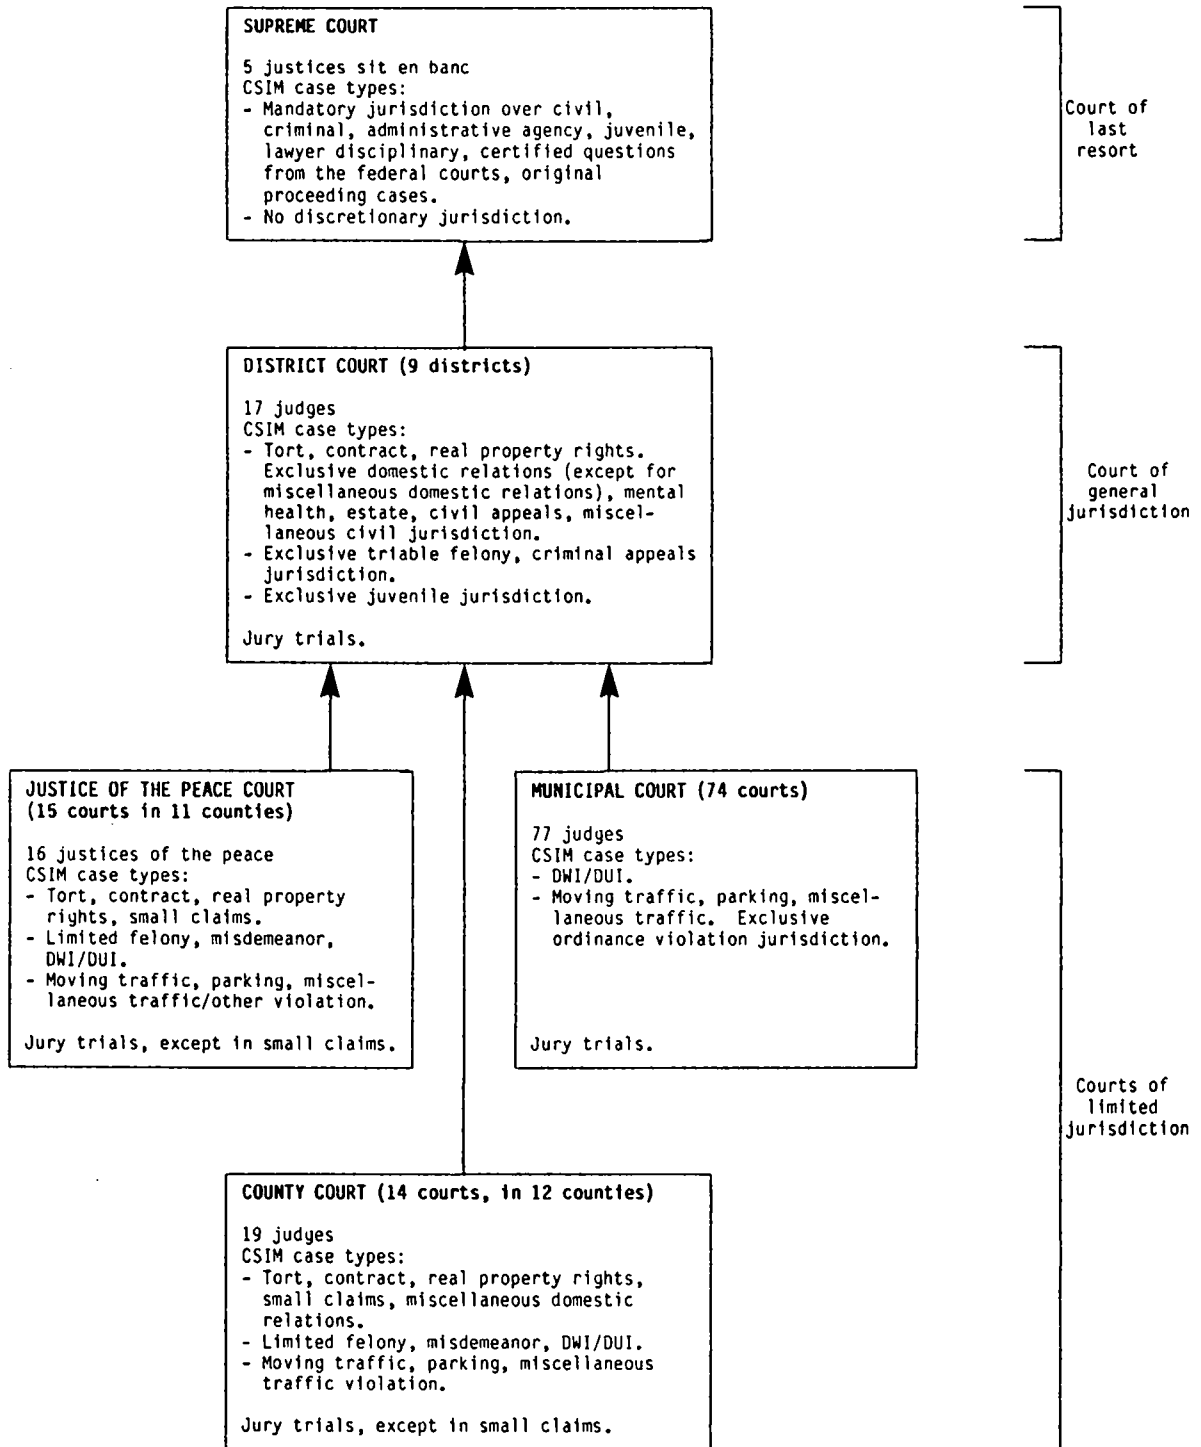 SUPREME COURT
5 justices sit en banc
CSIM case types:
- Mandatory jurisdiction over civil,
criminal, administrative agency, juvenile,
lawyer disciplinary, certified questions
from the federal courts, original
proceeding cases.
- No discretionary jurisdiction.
Court of
last
resort
DISTRICT COURT (9 districts)
17 judges
CSIM case types:
- Tort, contract, real property rights.
Exclusive domestic relations (except for
miscellaneous domestic relations), mental
health, estate, civil appeals, miscel-
laneous civil jurisdiction.
- Exclusive triable felony, criminal appeals
jurisdiction.
- Exclusive juvenile jurisdiction.
Jury trials.
Court of
general
jurisdiction
JUSTICE OF THE PEACE COURT
(15 courts in 11 counties)
16 justices of the peace
CSIM case types:
- Tort, contract, real property
rights, small claims.
- Limited felony, misdemeanor,
DWI/DUI.
- Moving traffic, parking, miscel-
laneous traffic/other violation.
Jury trials, except in small claims.
MUNICIPAL COURT (74 courts)
77 judges
CSIM case types:
- DWI/DUI.
- Moving traffic, parking, miscel-
laneous traffic. Exclusive
ordinance violation jurisdiction.
Jury trials.
Courts of
limited
jurisdiction
COUNTY COURT (14 courts, in 12 counties)
19 judges
CSIM case types:
- Tort, contract, real property rights,
small claims, miscellaneous domestic
relations.
- Limited felony, misdemeanor, DWI/DUI.
- Moving traffic, parking, miscellaneous
traffic violation.
Jury trials, except in small claims.